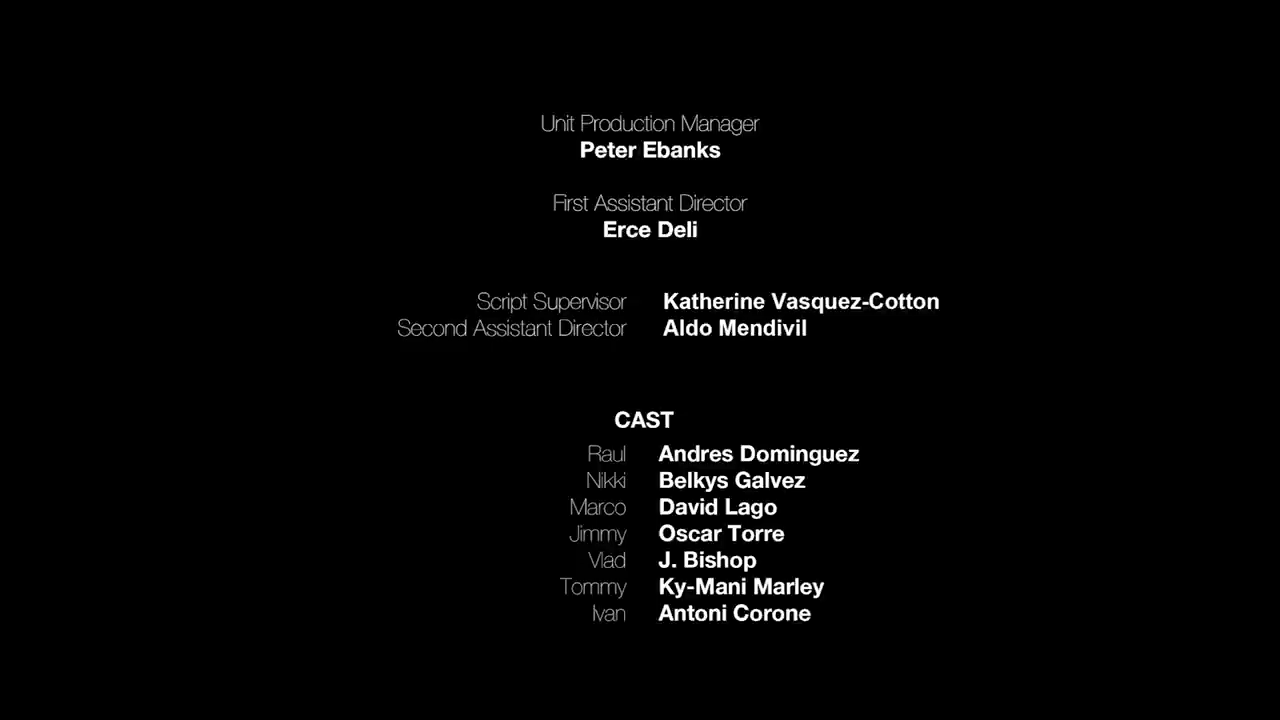 Unit Production Manager
Peter Ebanks
First Assistant Director
Erce Deli
Script Supervisor Katherine Vasquez-Cotton
Second Assistant Director Aldo Mendivil
CAST
Raul Andres Dominguez
Nikki Belkys Galvez
Marco David Lago
Jimmy Oscar Torre
Vlad J. Bishop
Tommy Ky-Mani Marley
Ivan Antoni Corone